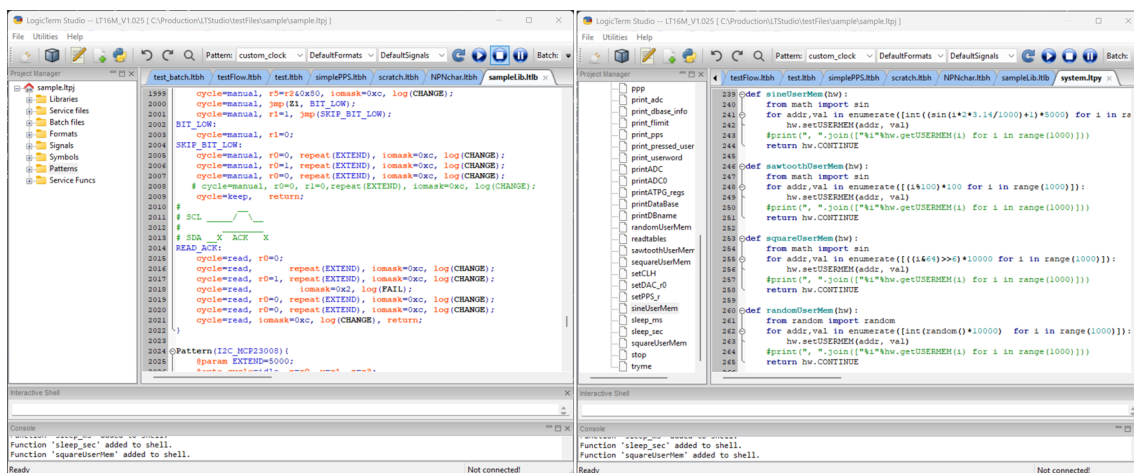 LogicTerm Studio -- LT16M_V1.025 [ C:\Production\LTStudio\testFiles\sample\sample.ltpj ]
File Utilities Help
Pattern: custom_clock DefaultFormats DefaultSignals Batch:
Project Manager
sample.ltpj
Libraries
Service files
Batch files
Formats
Signals
Symbols
Patterns
Service Funcs
test_batch.ltbh testFlow.ltbh test.ltbh simplePPS.ltbh scratch.ltbh NPNchar.ltbh sampleLib.ltlb
1999 cycle=manual, r5=r2&0x80, iomask=0xc, log(CHANGE);
2000 cycle=manual, jmp(Z1, BIT_LOW);
2001 cycle=manual, r1=1, jmp(SKIP_BIT_LOW);
2002 BIT_LOW:
2003 cycle=manual, r1=0;
2004 SKIP_BIT_LOW:
2005 cycle=manual, r0=0, repeat(EXTEND), iomask=0xc, log(CHANGE);
2006 cycle=manual, r0=1, repeat(EXTEND), iomask=0xc, log(CHANGE);
2007 cycle=manual, r0=0, repeat(EXTEND), iomask=0xc, log(CHANGE);
2008 # cycle=manual, r0=0, r1=0,repeat(EXTEND), iomask=0xc, log(CHANGE);
2009 cycle=keep, return;
2010 # __
2011 # SCL _____/ \__
2012 # ______
2013 # SDA __X ACK X
2014 READ_ACK:
2015 cycle=read, r0=0;
2016 cycle=read, repeat(EXTEND), iomask=0xc, log(CHANGE);
2017 cycle=read, r0=1, repeat(EXTEND), iomask=0xc, log(CHANGE);
2018 cycle=read, iomask=0x2, log(FAIL);
2019 cycle=read, r0=0, repeat(EXTEND), iomask=0xc, log(CHANGE);
2020 cycle=read, r0=0, repeat(EXTEND), iomask=0xc, log(CHANGE);
2021 cycle=read, iomask=0xc, log(CHANGE), return;
2022 }
2023
2024 Pattern(I2C_MCP23008){
2025 @param EXTEND=5000;
Interactive Shell
Console
Function 'sleep_ms' added to shell.
Function 'sleep_sec' added to shell.
Function 'squareUserMem' added to shell.
Ready Not connected!
LogicTerm Studio -- LT16M_V1.025 [ C:\Production\LTStudio\testFiles\sample\sample.ltpj ]
File Utilities Help
Pattern: custom_clock DefaultFormats DefaultSignals Batch:
Project Manager
ppp
print_adc
print_dbase_info
print_flimit
print_pps
print_pressed_user
print_userword
printADC
printADC0
printATPG_regs
printDataBase
printDBname
randomUserMem
readtables
sawtoothUserMem
sequareUserMem
setCLH
setDAC_r0
setPPS_r
sineUserMem
sleep_ms
sleep_sec
squareUserMem
stop
tryme
testFlow.ltbh test.ltbh simplePPS.ltbh scratch.ltbh NPNchar.ltbh sampleLib.ltlb system.ltpy
239 def sineUserMem(hw):
240 from math import sin
241 for addr,val in enumerate([int((sin(i*2*3.14/1000)+1)*5000) for i in ra
242 hw.setUSERMEM(addr, val)
243 #print(", ".join(["%i"%hw.getUSERMEM(i) for i in range(1000)]))
244 return hw.CONTINUE
245
246 def sawtoothUserMem(hw):
247 from math import sin
248 for addr,val in enumerate([(i%100)*100 for i in range(1000)]):
249 hw.setUSERMEM(addr, val)
250 #print(", ".join(["%i"%hw.getUSERMEM(i) for i in range(1000)]))
251 return hw.CONTINUE
252
253 def squareUserMem(hw):
254 from math import sin
255 for addr,val in enumerate([((i&64)>>6)*10000 for i in range(1000)]):
256 hw.setUSERMEM(addr, val)
257 #print(", ".join(["%i"%hw.getUSERMEM(i) for i in range(1000)]))
258 return hw.CONTINUE
259
260 def randomUserMem(hw):
261 from random import random
262 for addr,val in enumerate([int(random()*10000) for i in range(1000)]):
263 hw.setUSERMEM(addr, val)
264 #print(", ".join(["%i"%hw.getUSERMEM(i) for i in range(1000)]))
265 return hw.CONTINUE
Interactive Shell
Console
Function 'sleep_ms' added to shell.
Function 'sleep_sec' added to shell.
Function 'squareUserMem' added to shell.
Ready Not connected!